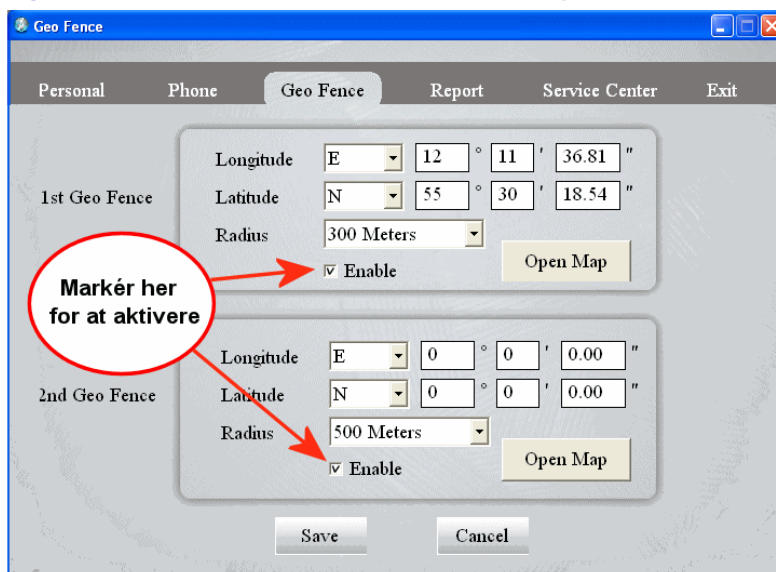 Geo Fence
Personal Phone Geo Fence Report Service Center Exit
1st Geo Fence
Longitude E 12 ° 11 ' 36.81 "
Latitude N 55 ° 30 ' 18.54 "
Radius 300 Meters
Enable
Open Map
Markér her
for at aktivere
2nd Geo Fence
Longitude E 0 ° 0 ' 0.00 "
Latitude N 0 ° 0 ' 0.00 "
Radius 500 Meters
Enable
Open Map
Save Cancel